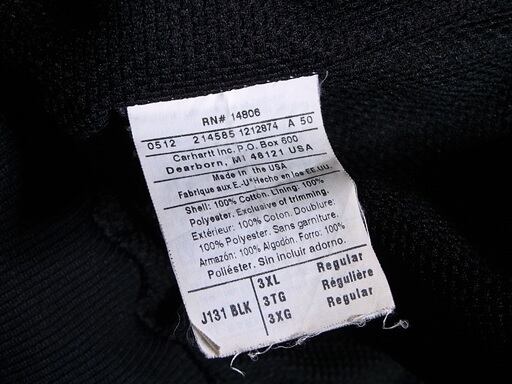 RN# 14806
0512 214585 1212874 A 50
Carhartt Inc. P.O. Box 600
Dearborn, MI 48121 USA
Made in the USA
Fabrique aux E.-U*Hecho en los EE.UU.
Shell: 100% Cotton. Lining: 100%
Polyester. Exclusive of trimming.
Extérieur: 100% Coton. Doublure:
100% Polyester. Sans garniture.
Armazón: 100% Algodón. Forro: 100%
Poliéster. Sin incluir adorno.
J131 BLK
3XL Regular
3TG Régulière
3XG Regular